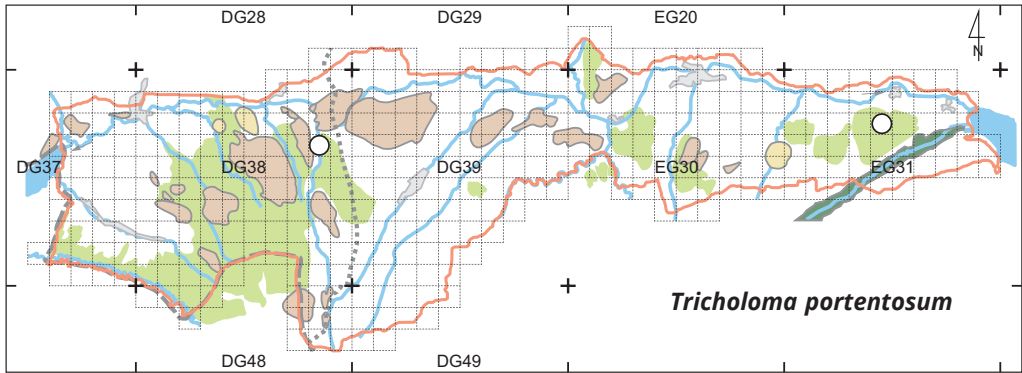 DG28 DG29 EG20
N
DG37 DG38 DG39 EG30 EG31
Tricholoma portentosum
DG48 DG49